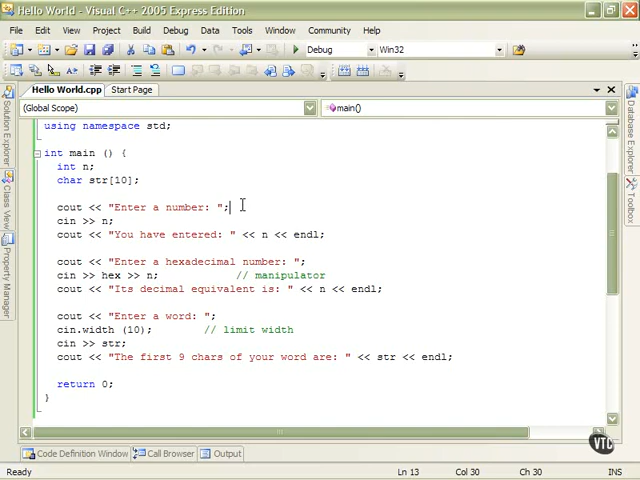 Hello World - Visual C++ 2005 Express Edition
File Edit View Project Build Debug Data Tools Window Community Help
Debug Win32
Hello World.cpp Start Page
(Global Scope) main()
using namespace std;
int main () {
int n;
char str[10];
cout << "Enter a number: ";
cin >> n;
cout << "You have entered: " << n << endl;
cout << "Enter a hexadecimal number: ";
cin >> hex >> n; // manipulator
cout << "Its decimal equivalent is: " << n << endl;
cout << "Enter a word: ";
cin.width (10); // limit width
cin >> str;
cout << "The first 9 chars of your word are: " << str << endl;
return 0;
}
Solution Explorer
Class View
Property Manager
Database Explorer
Toolbox
VTC
Code Definition Window Call Browser Output
Ready Ln 13 Col 30 Ch 30 INS